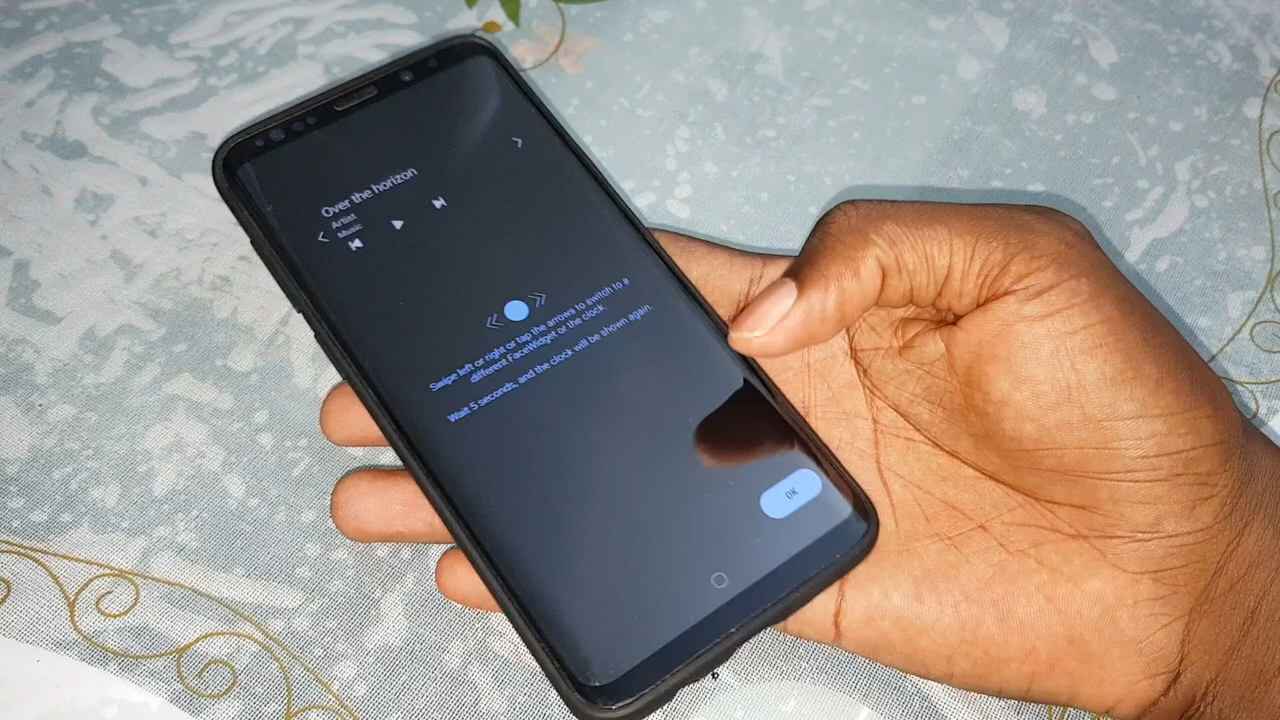 Over the horizon
Artist
Music
Swipe left or right or tap the arrows to switch to a
different FaceWidget or the clock.
Wait 5 seconds, and the clock will be shown again.
OK